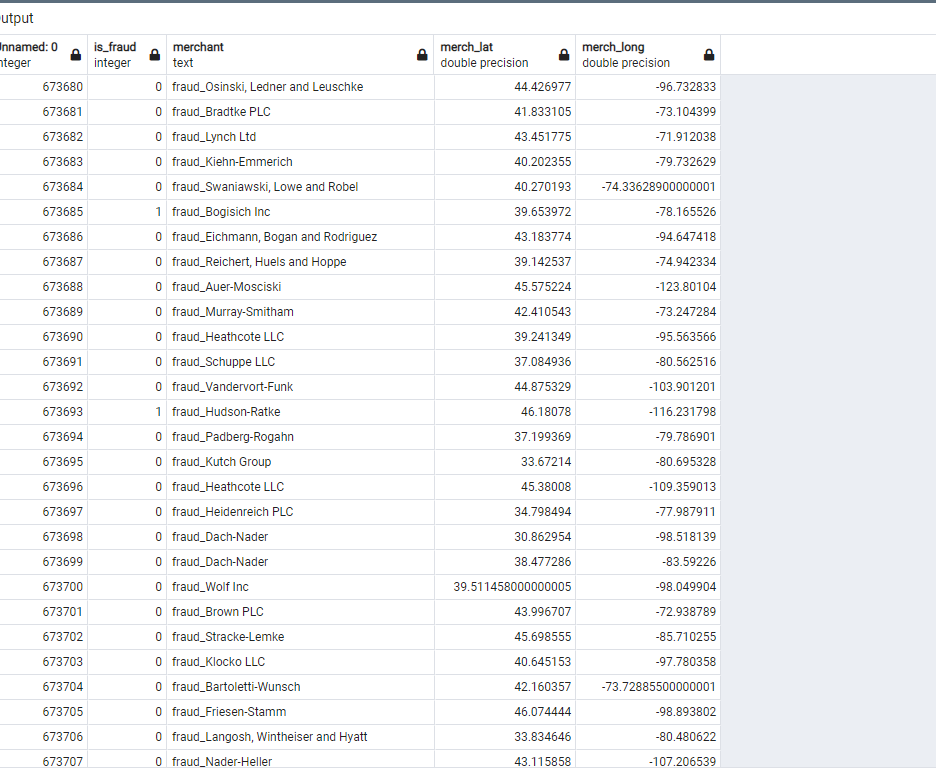 utput
Unnamed: 0 is_fraud merchant merch_lat merch_long
nteger integer text double precision double precision
673680 0 fraud_Osinski, Ledner and Leuschke 44.426977 -96.732833
673681 0 fraud_Bradtke PLC 41.833105 -73.104399
673682 0 fraud_Lynch Ltd 43.451775 -71.912038
673683 0 fraud_Kiehn-Emmerich 40.202355 -79.732629
673684 0 fraud_Swaniawski, Lowe and Robel 40.270193 -74.33628900000001
673685 1 fraud_Bogisich Inc 39.653972 -78.165526
673686 0 fraud_Eichmann, Bogan and Rodriguez 43.183774 -94.647418
673687 0 fraud_Reichert, Huels and Hoppe 39.142537 -74.942334
673688 0 fraud_Auer-Mosciski 45.575224 -123.80104
673689 0 fraud_Murray-Smitham 42.410543 -73.247284
673690 0 fraud_Heathcote LLC 39.241349 -95.563566
673691 0 fraud_Schuppe LLC 37.084936 -80.562516
673692 0 fraud_Vandervort-Funk 44.875329 -103.901201
673693 1 fraud_Hudson-Ratke 46.18078 -116.231798
673694 0 fraud_Padberg-Rogahn 37.199369 -79.786901
673695 0 fraud_Kutch Group 33.67214 -80.695328
673696 0 fraud_Heathcote LLC 45.38008 -109.359013
673697 0 fraud_Heidenreich PLC 34.798494 -77.987911
673698 0 fraud_Dach-Nader 30.862954 -98.518139
673699 0 fraud_Dach-Nader 38.477286 -83.59226
673700 0 fraud_Wolf Inc 39.511458000000005 -98.049904
673701 0 fraud_Brown PLC 43.996707 -72.938789
673702 0 fraud_Stracke-Lemke 45.698555 -85.710255
673703 0 fraud_Klocko LLC 40.645153 -97.780358
673704 0 fraud_Bartoletti-Wunsch 42.160357 -73.72885500000001
673705 0 fraud_Friesen-Stamm 46.074444 -98.893802
673706 0 fraud_Langosh, Wintheiser and Hyatt 33.834646 -80.480622
673707 0 fraud_Nader-Heller 43.115858 -107.206539